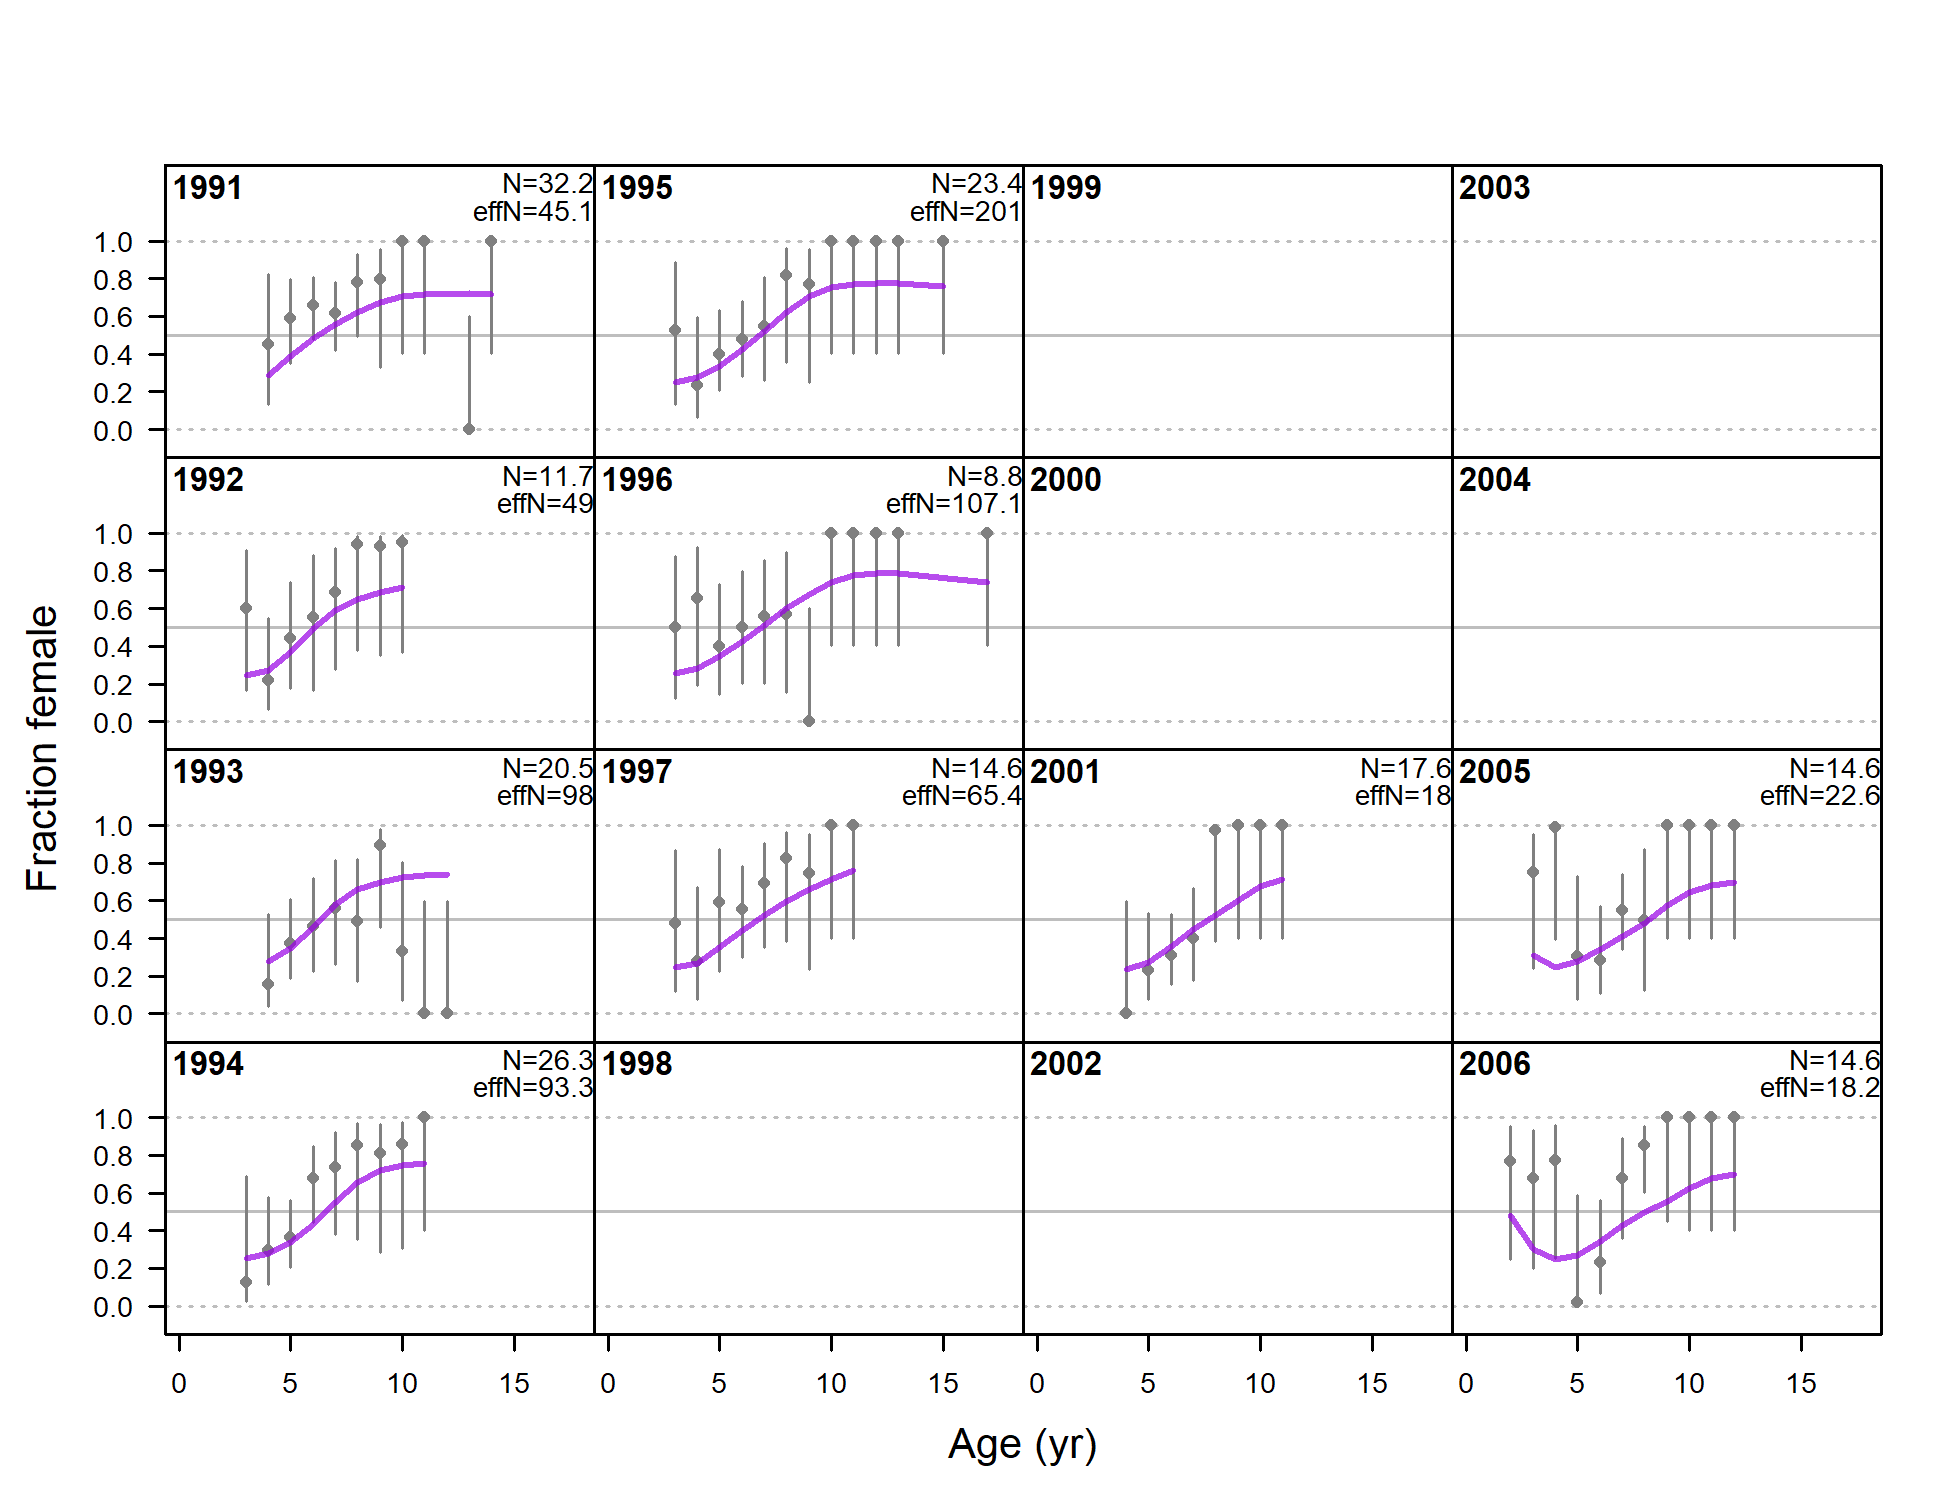 1991 N=32.2 1995 N=23.4 1999 2003
effN=45.1 effN=201
1.0
0.8
0.6
0.4
0.2
0.0
1992 N=11.7 1996 N=8.8 2000 2004
effN=49 effN=107.1
1.0
0.8
0.6
0.4
0.2
0.0
1993 N=20.5 1997 N=14.6 2001 N=17.6 2005 N=14.6
effN=98 effN=65.4 effN=18 effN=22.6
1.0
0.8
0.6
0.4
0.2
0.0
1994 N=26.3 1998 2002 2006 N=14.6
effN=93.3 effN=18.2
1.0
0.8
0.6
0.4
0.2
0.0
0 5 10 15 0 5 10 15 0 5 10 15 0 5 10 15
Age (yr)
Fraction female